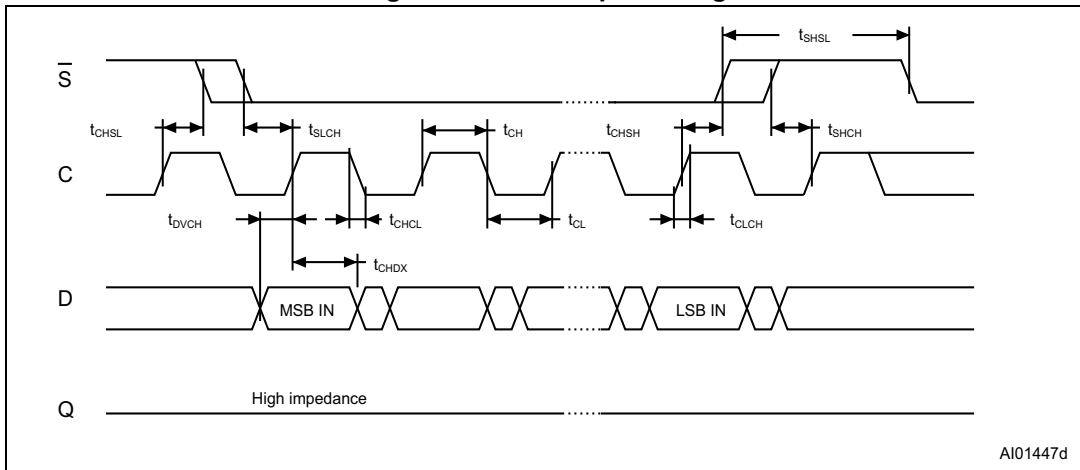 tSHSL
S̅
tCHSL
tSLCH
tCH
tCHSH
tSHCH
C
tDVCH
tCHCL
tCL
tCLCH
tCHDX
D
MSB IN
LSB IN
High impedance
Q
AI01447d